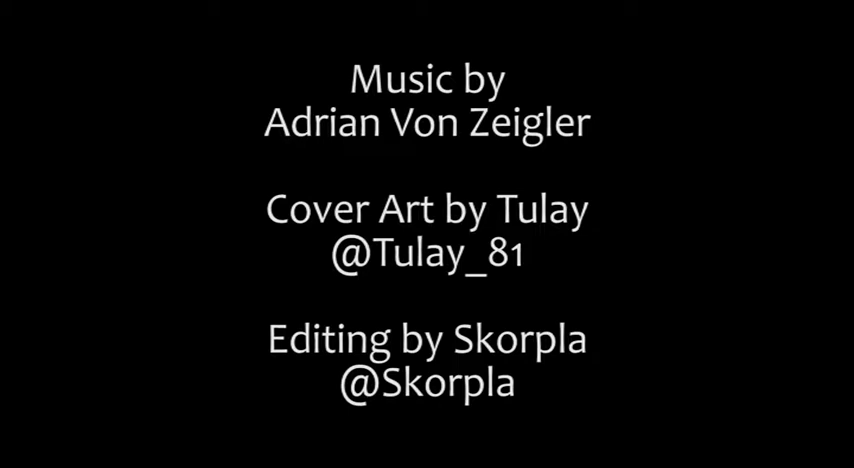 Music by
Adrian Von Zeigler
Cover Art by Tulay
@Tulay_81
Editing by Skorpla
@Skorpla